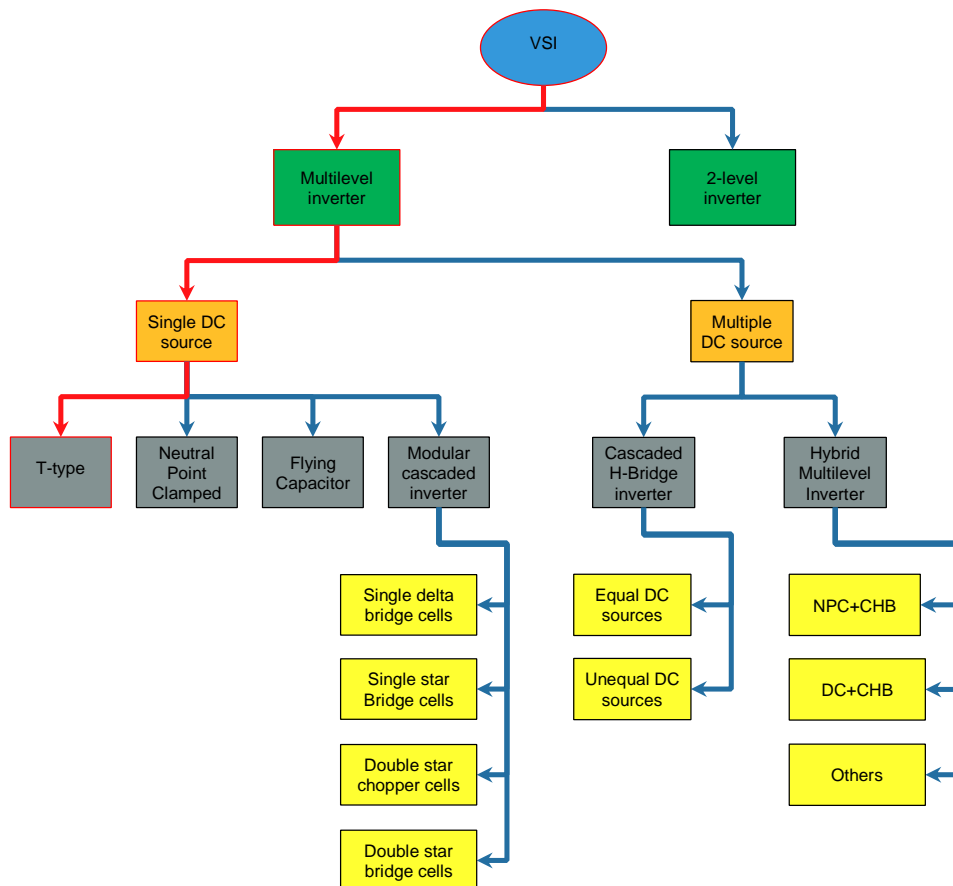 VSI
Multilevel
inverter
2-level
inverter
Single DC
source
Multiple
DC source
T-type
Neutral
Point
Clamped
Flying
Capacitor
Modular
cascaded
inverter
Cascaded
H-Bridge
inverter
Hybrid
Multilevel
Inverter
Single delta
bridge cells
Equal DC
sources
NPC+CHB
Single star
Bridge cells
Unequal DC
sources
DC+CHB
Double star
chopper cells
Others
Double star
bridge cells